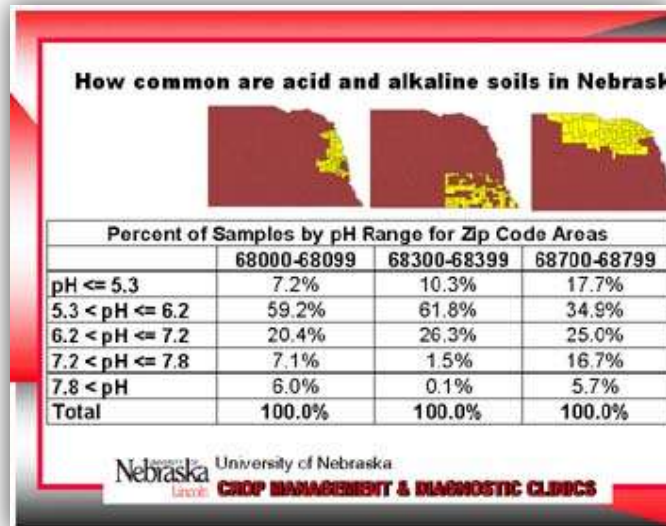 How common are acid and alkaline soils in Nebrask
Percent of Samples by pH Range for Zip Code Areas
68000-68099 68300-68399 68700-68799
pH <= 5.3 7.2% 10.3% 17.7%
5.3 < pH <= 6.2 59.2% 61.8% 34.9%
6.2 < pH <= 7.2 20.4% 26.3% 25.0%
7.2 < pH <= 7.8 7.1% 1.5% 16.7%
7.8 < pH 6.0% 0.1% 5.7%
Total 100.0% 100.0% 100.0%
Nebraska
Lincoln
University of Nebraska
CROP MANAGEMENT & DIAGNOSTIC CLINICS